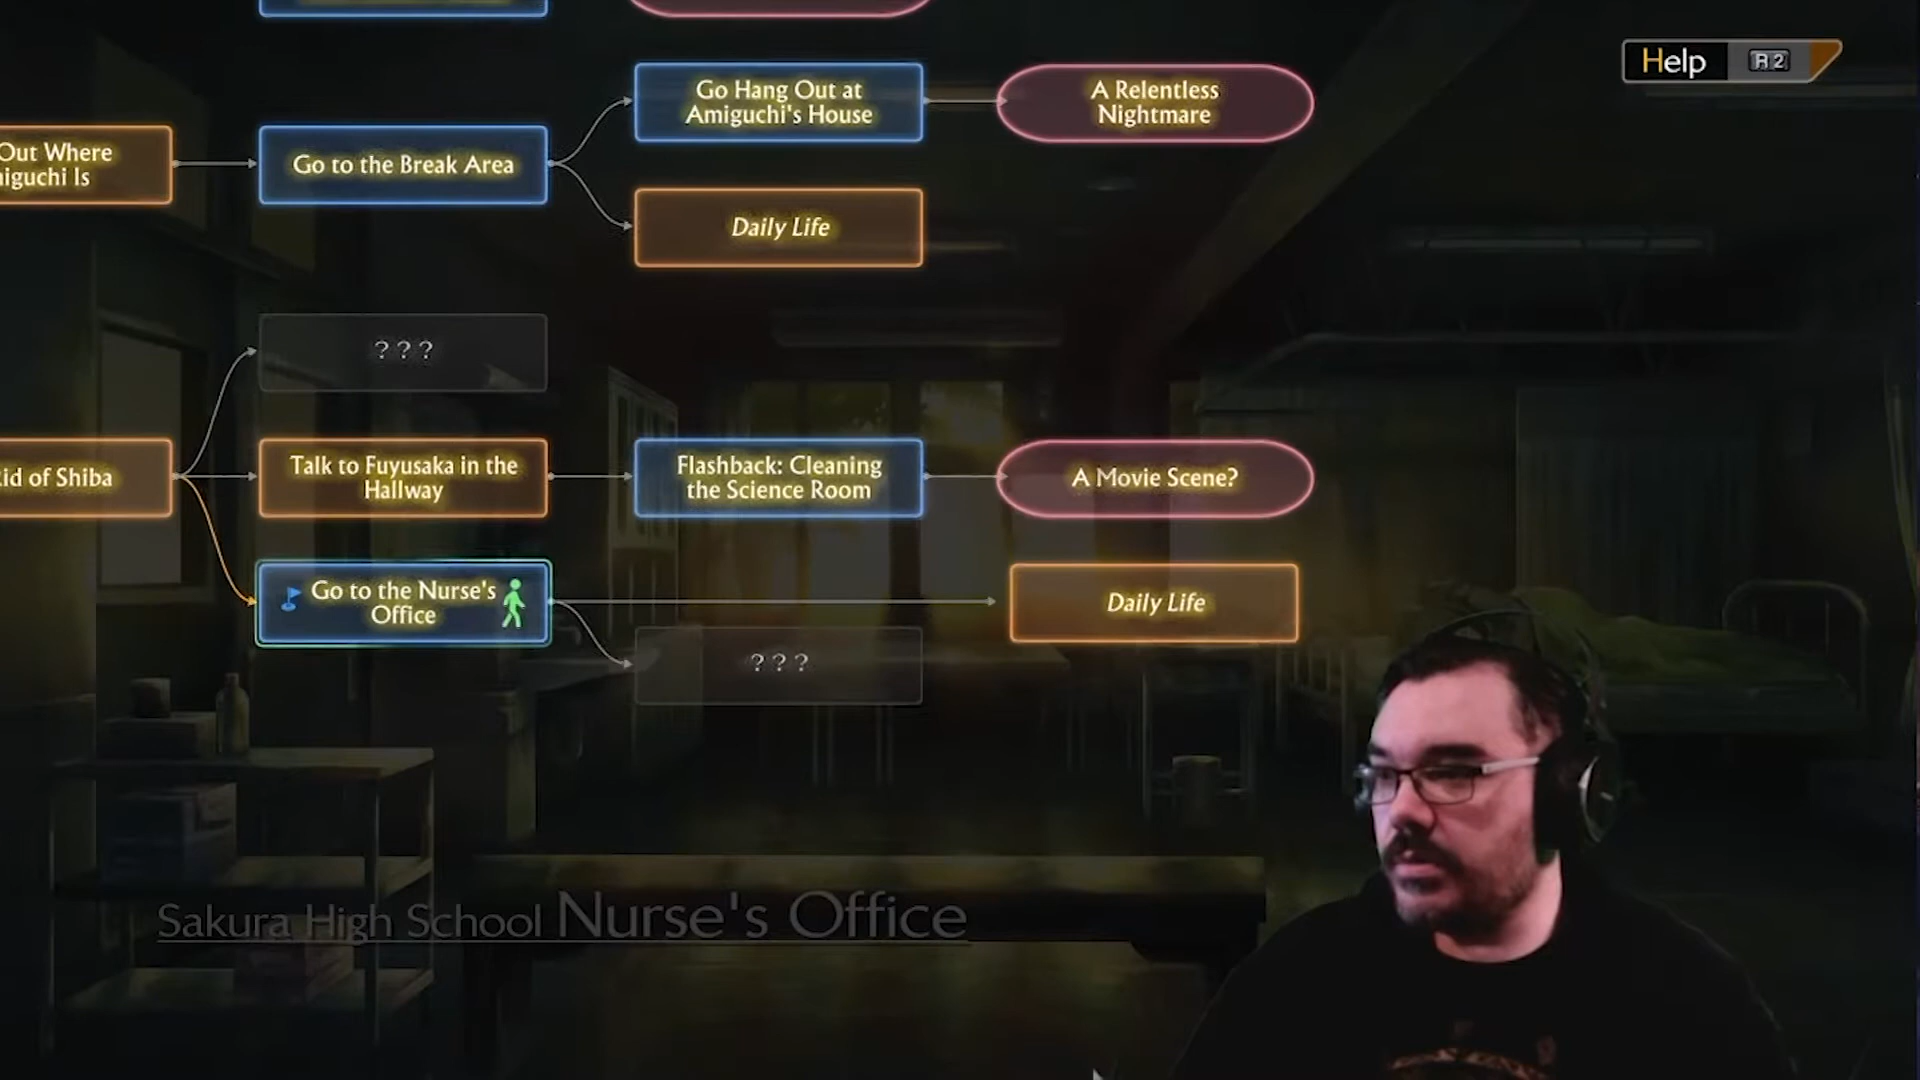 Help R2
Go Hang Out at
Amiguchi's House
A Relentless
Nightmare
Out Where
iguchi Is
Go to the Break Area
Daily Life
???
id of Shiba
Talk to Fuyusaka in the
Hallway
Flashback: Cleaning
the Science Room
A Movie Scene?
Go to the Nurse's
Office
Daily Life
???
Sakura High School Nurse's Office